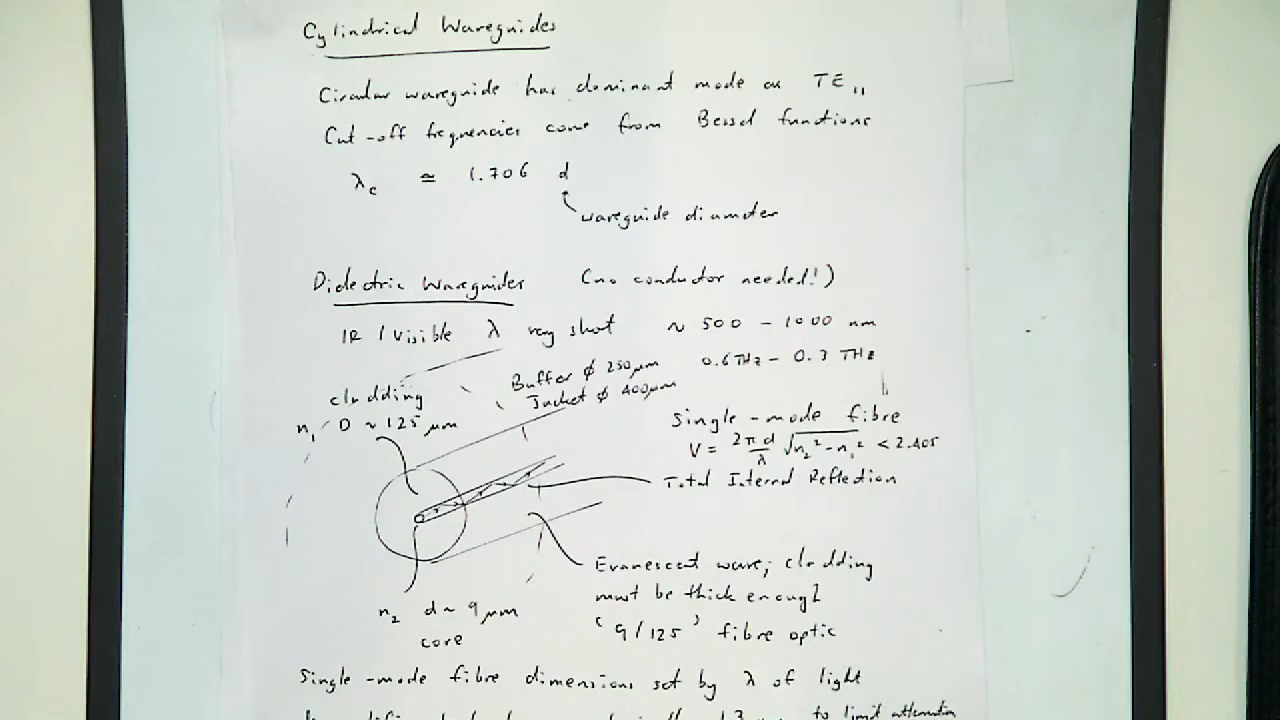 Cylindrical Waveguides
Circular waveguide has dominant mode as TE₁₁
Cut-off frequencies come from Bessel functions
λc ≃ 1.706 d
waveguide diameter
Dielectric Waveguides (no conductor needed!)
IR / Visible λ very short ~ 500 - 1000 nm
0.6 THz - 0.3 THz
Buffer ϕ 250 μm
Jacket ϕ 400 μm
cladding
n₁, D ~ 125 μm
Single-mode fibre
V = 2πd/λ √n₂² - n₁² < 2.405
Total Internal Reflection
Evanescent wave; cladding
must be thick enough
n₂ d ~ 9 μm
core
"9/125" fibre optic
Single-mode fibre dimensions set by λ of light
to limit attenuation